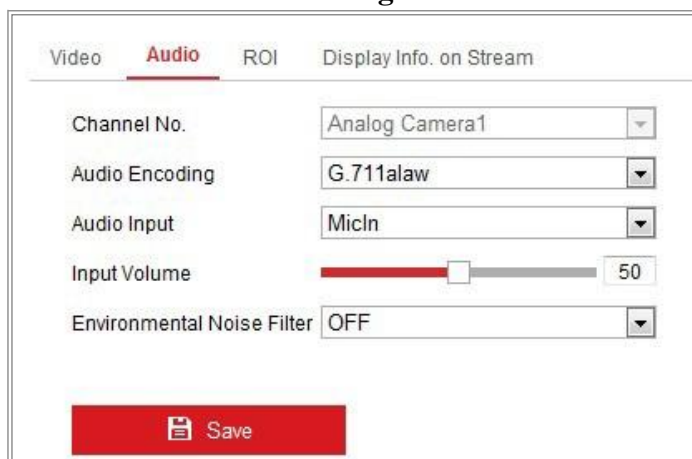 Video Audio ROI Display Info. on Stream
Channel No. Analog Camera1
Audio Encoding G.711alaw
Audio Input MicIn
Input Volume 50
Environmental Noise Filter OFF
Save